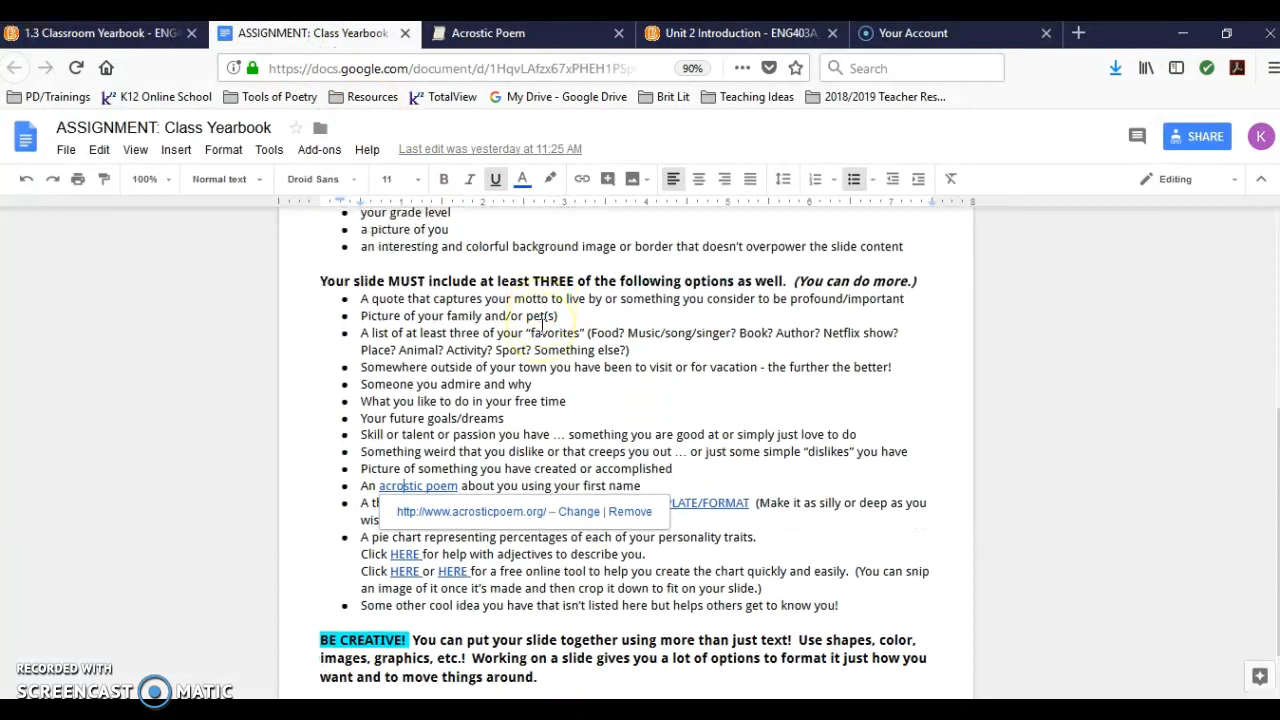 1.3 Classroom Yearbook - ENG
ASSIGNMENT: Class Yearbook
Acrostic Poem
Unit 2 Introduction - ENG403A
Your Account
https://docs.google.com/document/d/1HqvLAfzx67xPHEH1PSp
90%
Search
PD/Trainings
K12 Online School
Tools of Poetry
Resources
TotalView
My Drive - Google Drive
Brit Lit
Teaching Ideas
2018/2019 Teacher Res...
ASSIGNMENT: Class Yearbook
K
SHARE
File Edit View Insert Format Tools Add-ons Help Last edit was yesterday at 11:25 AM
100% Normal text Droid Sans 11 B I U A Editing
1 2 3 4 5 6 7 8
your grade level
a picture of you
an interesting and colorful background image or border that doesn't overpower the slide content
Your slide MUST include at least THREE of the following options as well. (You can do more.)
A quote that captures your motto to live by or something you consider to be profound/important
Picture of your family and/or pet(s)
A list of at least three of your “favorites” (Food? Music/song/singer? Book? Author? Netflix show?
Place? Animal? Activity? Sport? Something else?)
Somewhere outside of your town you have been to visit or for vacation - the further the better!
Someone you admire and why
What you like to do in your free time
Your future goals/dreams
Skill or talent or passion you have … something you are good at or simply just love to do
Something weird that you dislike or that creeps you out … or just some simple “dislikes” you have
Picture of something you have created or accomplished
An acrostic poem about you using your first name
A LATE/FORMAT (Make it as silly or deep as you
http://www.acrosticpoem.org/ – Change | Remove
A pie chart representing percentages of each of your personality traits.
Click HERE for help with adjectives to describe you.
Click HERE or HERE for a free online tool to help you create the chart quickly and easily. (You can snip
an image of it once it's made and then crop it down to fit on your slide.)
Some other cool idea you have that isn't listed here but helps others get to know you!
BE CREATIVE! You can put your slide together using more than just text! Use shapes, color,
images, graphics, etc.! Working on a slide gives you a lot of options to format it just how you
want and to move things around.
RECORDED WITH
SCREENCAST MATIC